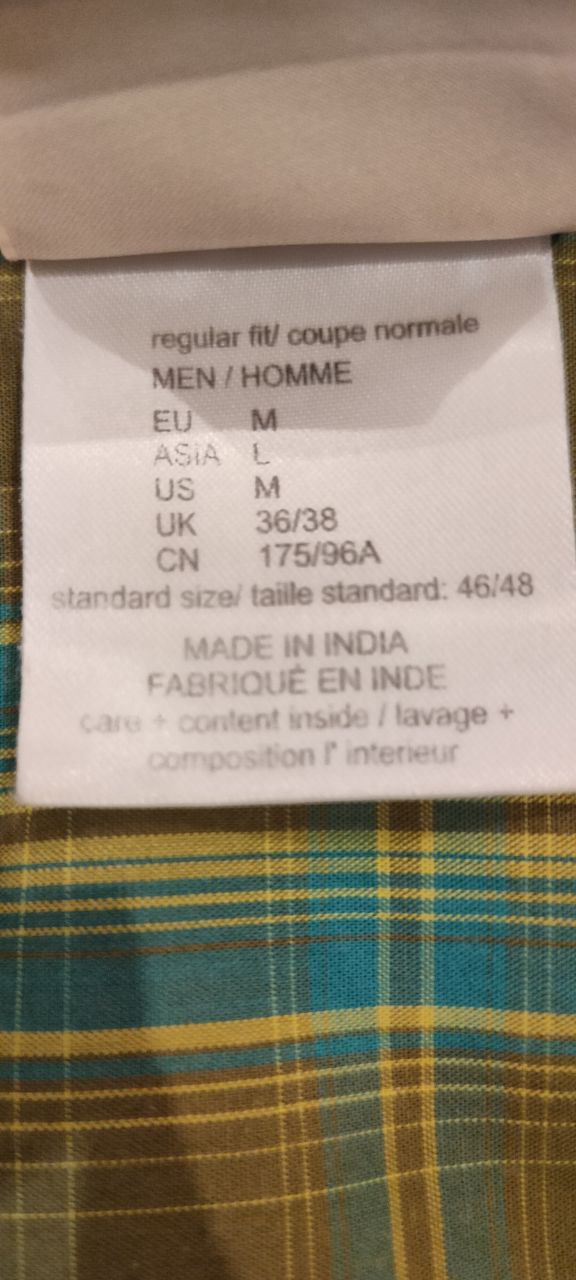 regular fit/ coupe normale
MEN / HOMME
EU M
ASIA L
US M
UK 36/38
CN 175/96A
standard size/ taille standard: 46/48
MADE IN INDIA
FABRIQUÉ EN INDE
care + content inside / lavage +
composition l' interieur